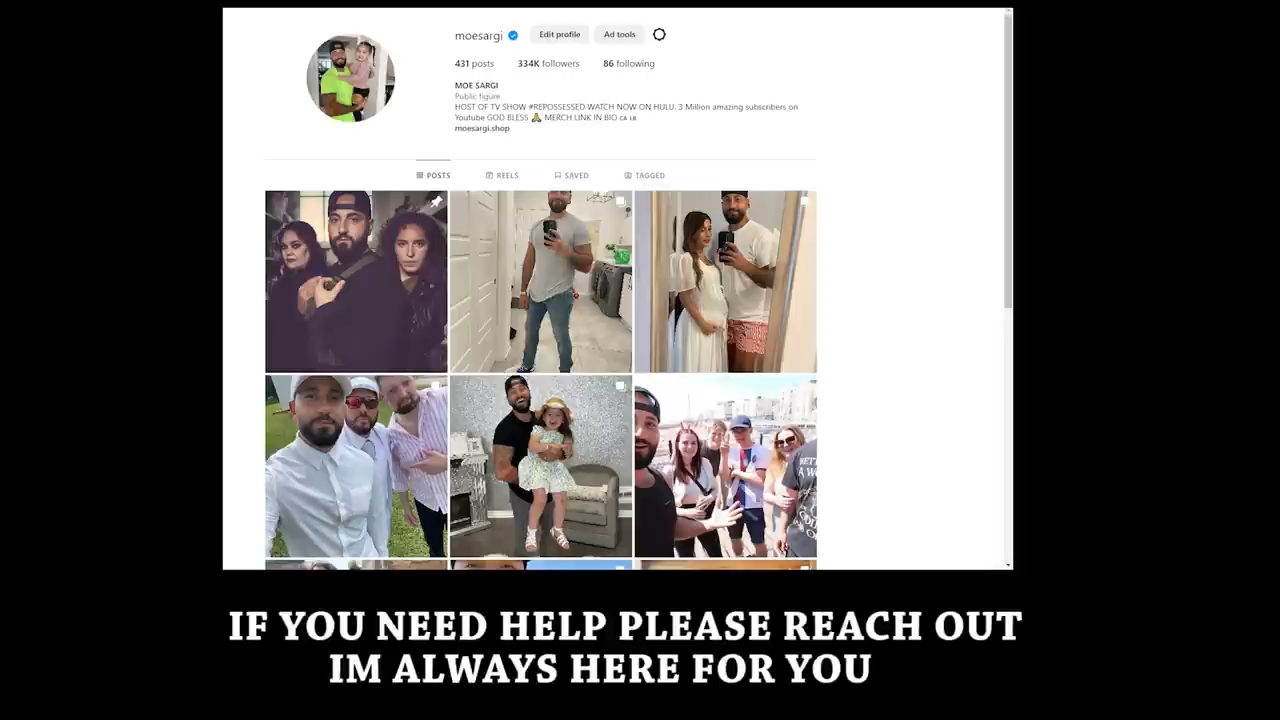 moesargi Edit profile Ad tools
431 posts 334K followers 86 following
MOE SARGI
Public figure
HOST OF TV SHOW #REPOSSESSED WATCH NOW ON HULU. 3 Million amazing subscribers on
Youtube GOD BLESS 🙏 MERCH LINK IN BIO CA LB
moesargi.shop
POSTS REELS SAVED TAGGED
IF YOU NEED HELP PLEASE REACH OUT
IM ALWAYS HERE FOR YOU